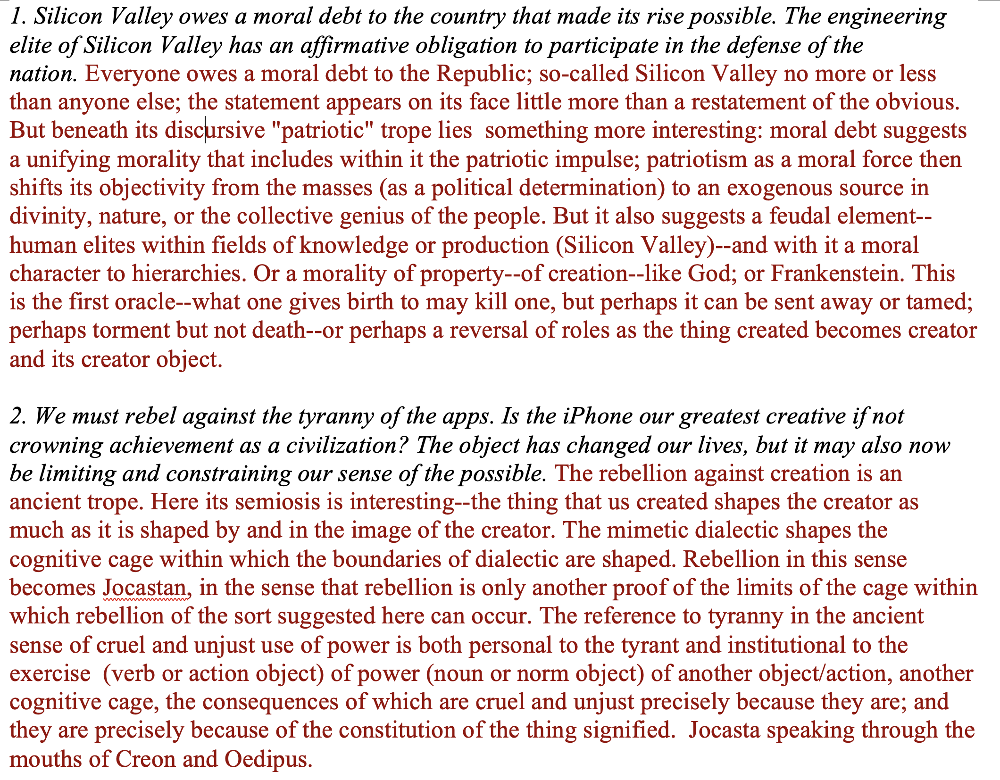 1. Silicon Valley owes a moral debt to the country that made its rise possible. The engineering
elite of Silicon Valley has an affirmative obligation to participate in the defense of the
nation. Everyone owes a moral debt to the Republic; so-called Silicon Valley no more or less
than anyone else; the statement appears on its face little more than a restatement of the obvious.
But beneath its discursive "patriotic" trope lies  something more interesting: moral debt suggests
a unifying morality that includes within it the patriotic impulse; patriotism as a moral force then
shifts its objectivity from the masses (as a political determination) to an exogenous source in
divinity, nature, or the collective genius of the people. But it also suggests a feudal element--
human elites within fields of knowledge or production (Silicon Valley)--and with it a moral
character to hierarchies. Or a morality of property--of creation--like God; or Frankenstein. This
is the first oracle--what one gives birth to may kill one, but perhaps it can be sent away or tamed;
perhaps torment but not death--or perhaps a reversal of roles as the thing created becomes creator
and its creator object.
2. We must rebel against the tyranny of the apps. Is the iPhone our greatest creative if not
crowning achievement as a civilization? The object has changed our lives, but it may also now
be limiting and constraining our sense of the possible. The rebellion against creation is an
ancient trope. Here its semiosis is interesting--the thing that us created shapes the creator as
much as it is shaped by and in the image of the creator. The mimetic dialectic shapes the
cognitive cage within which the boundaries of dialectic are shaped. Rebellion in this sense
becomes Jocastan, in the sense that rebellion is only another proof of the limits of the cage within
which rebellion of the sort suggested here can occur. The reference to tyranny in the ancient
sense of cruel and unjust use of power is both personal to the tyrant and institutional to the
exercise  (verb or action object) of power (noun or norm object) of another object/action, another
cognitive cage, the consequences of which are cruel and unjust precisely because they are; and
they are precisely because of the constitution of the thing signified.  Jocasta speaking through the
mouths of Creon and Oedipus.